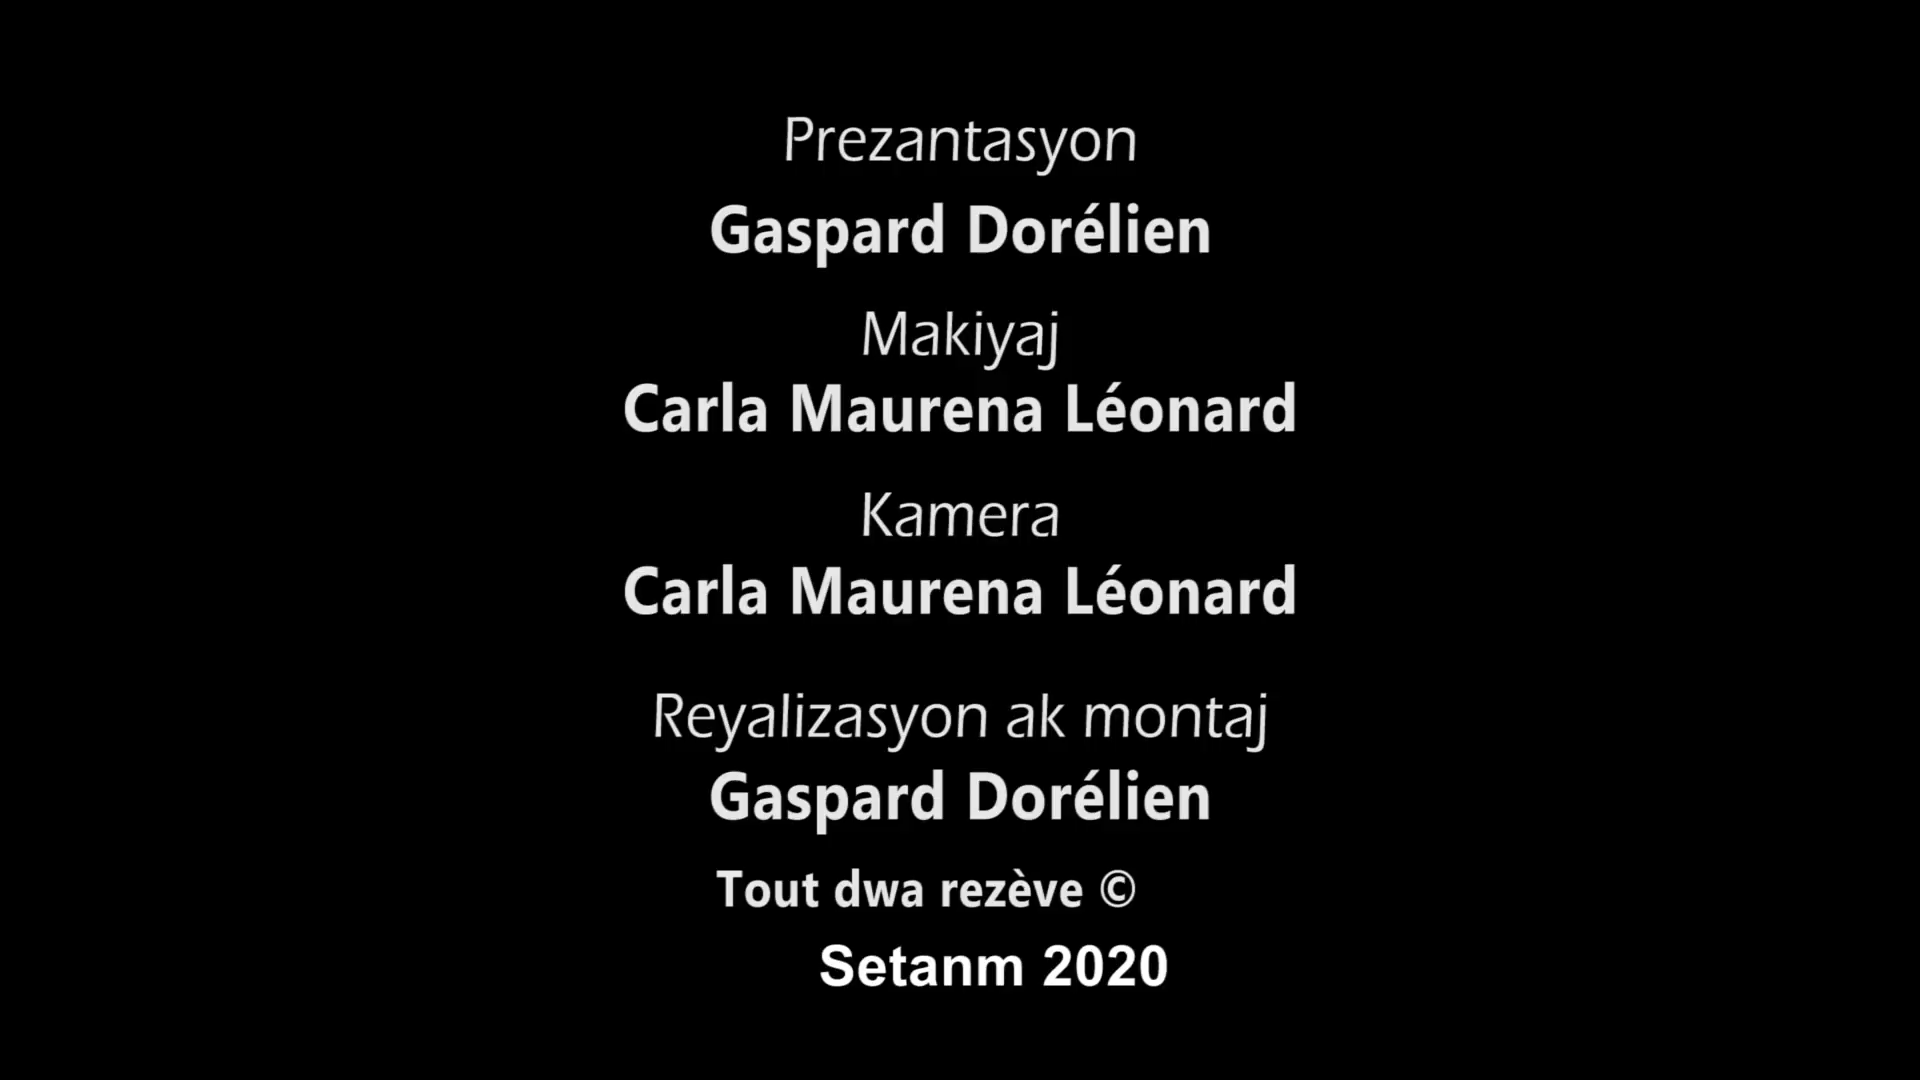 Prezantasyon
Gaspard Dorélien
Makiyaj
Carla Maurena Léonard
Kamera
Carla Maurena Léonard
Reyalizasyon ak montaj
Gaspard Dorélien
Tout dwa rezève ©
Setanm 2020